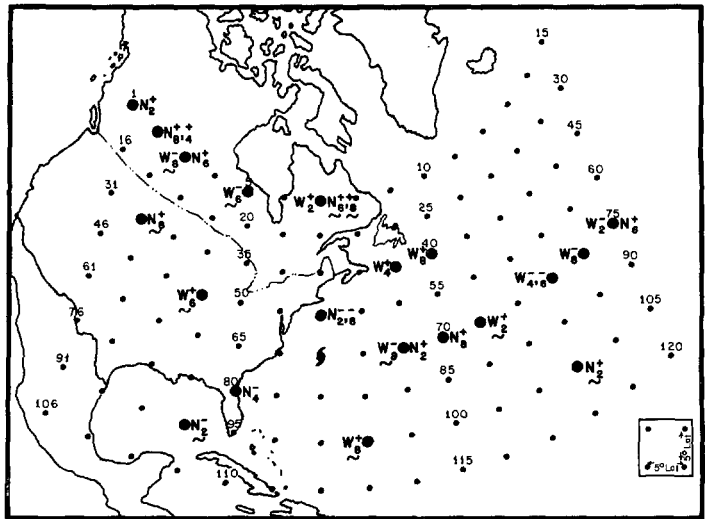 15
30
1
N₂⁺
N₈,₄⁺⁺
45
16
W₈⁻ N₆⁺
10
60
5
31
W₆⁻
W₂⁺ N₆,₈⁺⁺
25
20
N₈⁺
W₂⁻ 75 N₆⁺
46
40
W₈⁺
W₆⁻
36
W₄⁺
90
61
W₄,₆⁻⁻
W₆⁺
50
55
105
76
N₂,₈⁻⁻
W₂⁺
70
N₈⁺
65
W₈⁻ N₂⁺
120
91
N₂⁺
85
80
N₄⁻
106
100
N₂⁻
95
W₈⁺
5°Lat
5°Lat
115
110